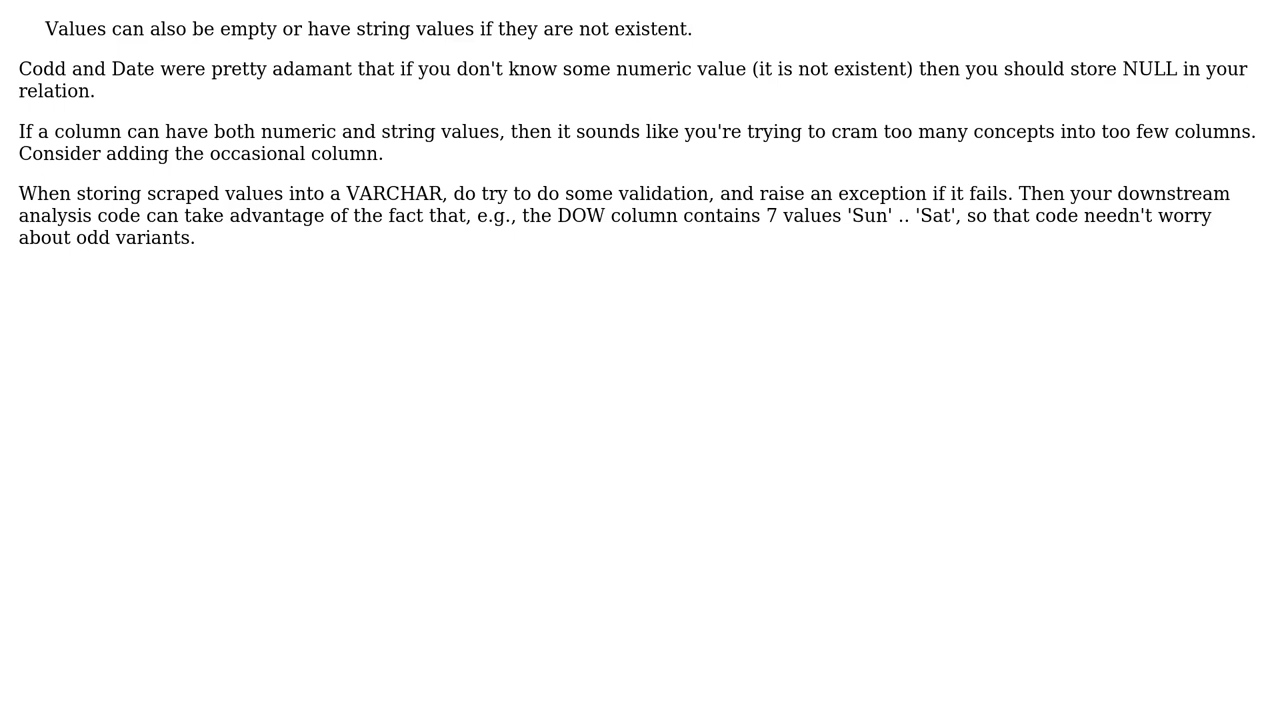 Values can also be empty or have string values if they are not existent.
Codd and Date were pretty adamant that if you don't know some numeric value (it is not existent) then you should store NULL in your
relation.
If a column can have both numeric and string values, then it sounds like you're trying to cram too many concepts into too few columns.
Consider adding the occasional column.
When storing scraped values into a VARCHAR, do try to do some validation, and raise an exception if it fails. Then your downstream
analysis code can take advantage of the fact that, e.g., the DOW column contains 7 values 'Sun' .. 'Sat', so that code needn't worry
about odd variants.